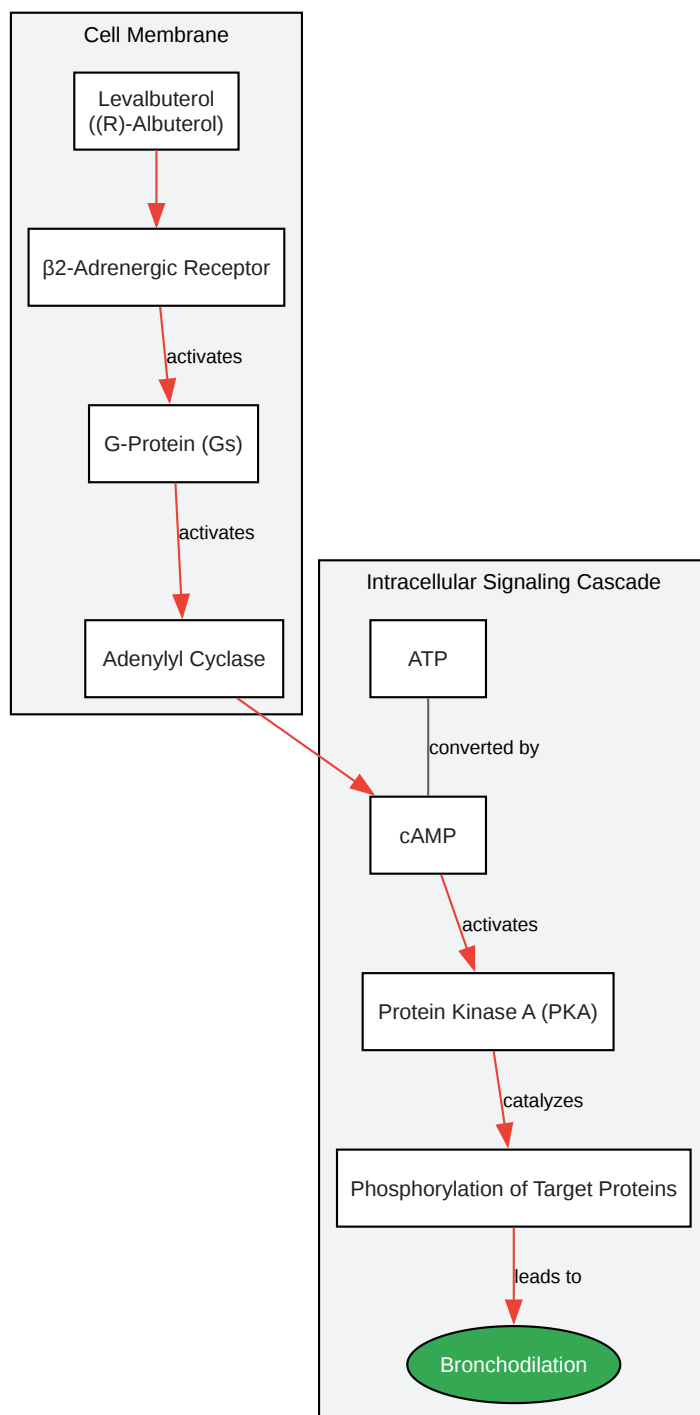 Cell Membrane
Levalbuterol
((R)-Albuterol)
β2-Adrenergic Receptor
activates
G-Protein (Gs)
activates
Adenylyl Cyclase
Intracellular Signaling Cascade
ATP
converted by
cAMP
activates
Protein Kinase A (PKA)
catalyzes
Phosphorylation of Target Proteins
leads to
Bronchodilation